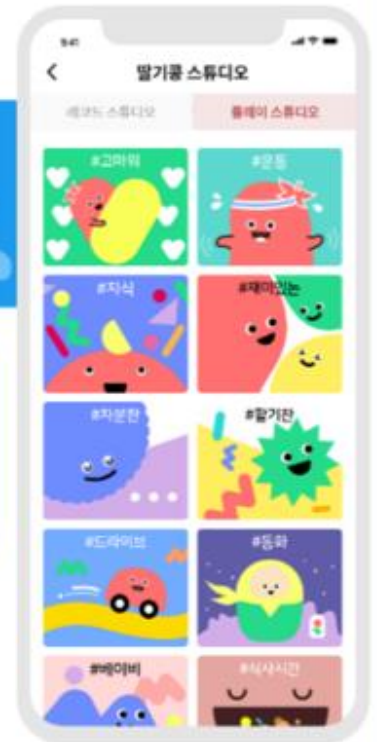 9:41
딸기콩 스튜디오
레코드 스튜디오
플레이 스튜디오
#고마워
#운동
#지식
#재미있는
#차분한
#활기찬
#드라이브
#동화
#베이비
#식사시간